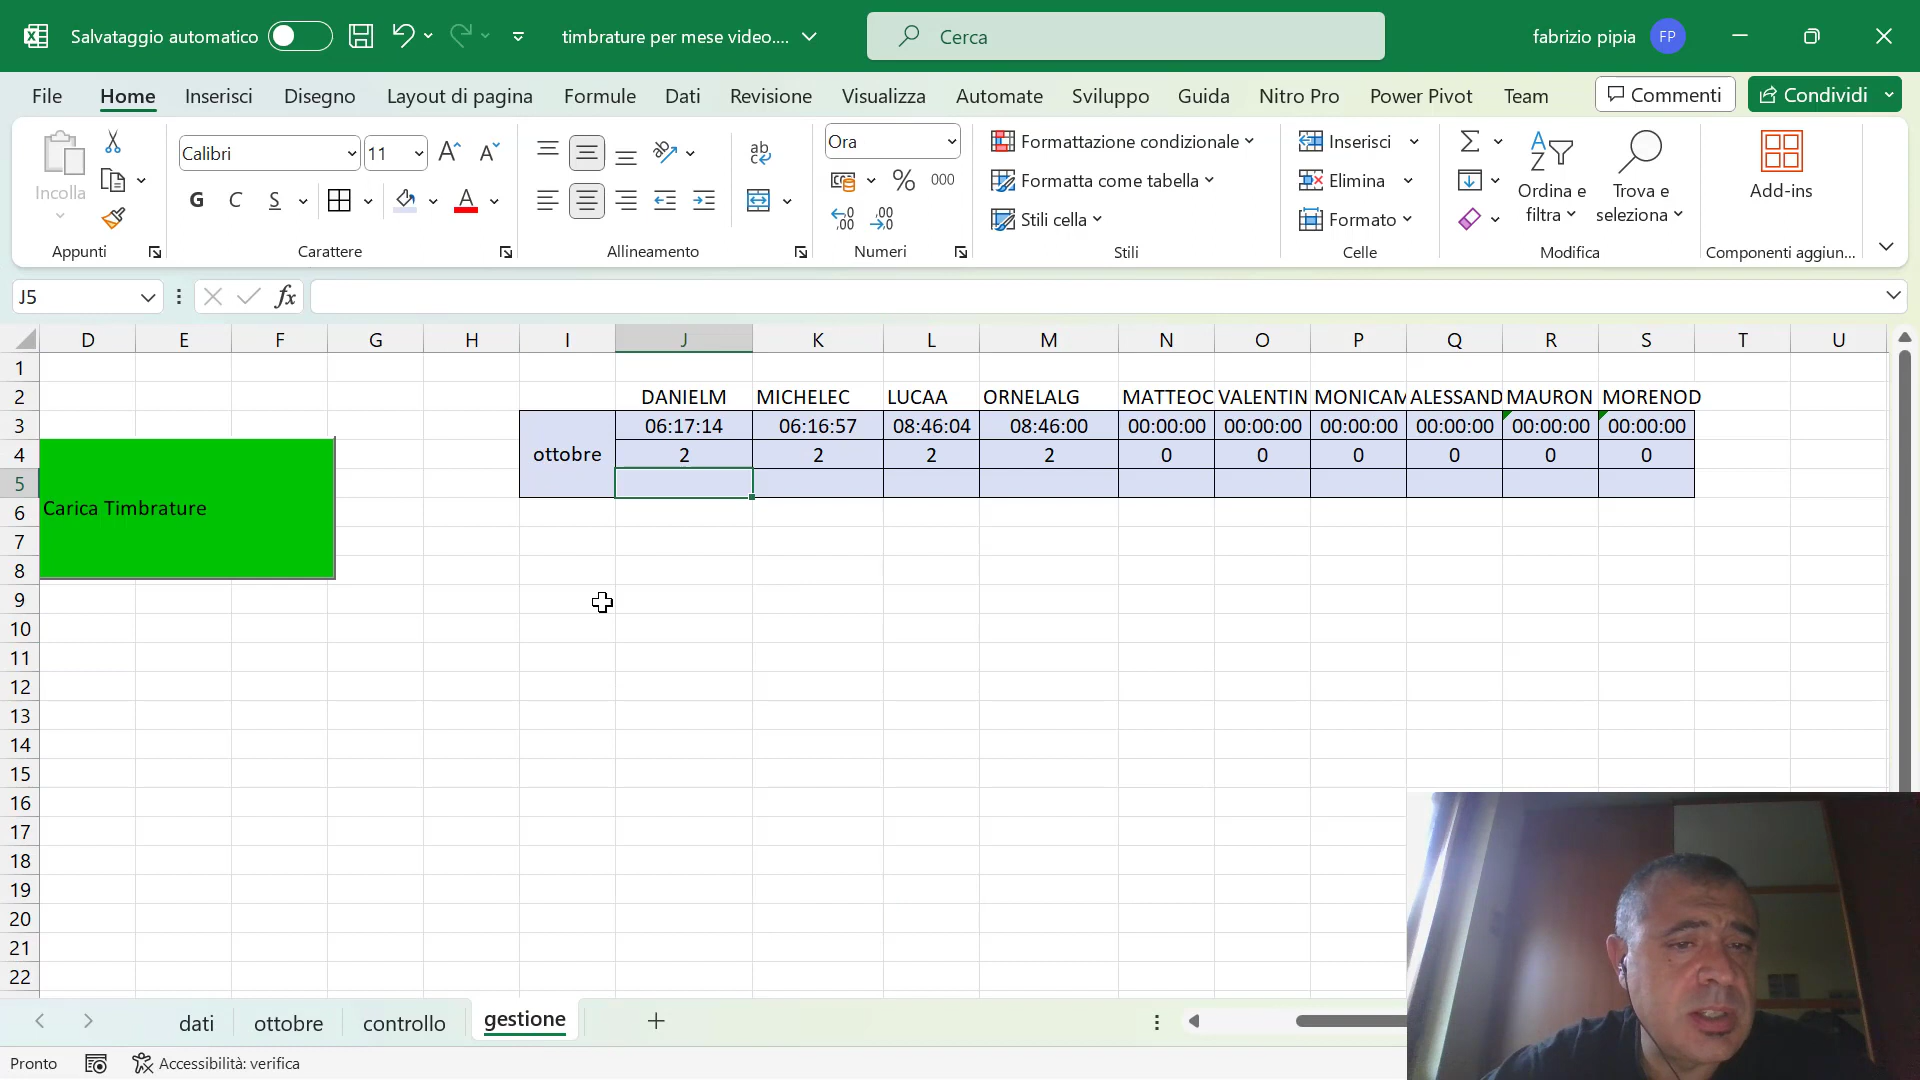 Salvataggio automatico
timbrature per mese video....
Cerca
fabrizio pipia
FP
File Home Inserisci Disegno Layout di pagina Formule Dati Revisione Visualizza Automate Sviluppo Guida Nitro Pro Power Pivot Team
Commenti
Condividi
Incolla
Appunti
Calibri
11
G C S
Carattere
ab
Allineamento
Ora
% 000
Numeri
Formattazione condizionale
Formatta come tabella
Stili cella
Stili
Inserisci
Elimina
Formato
Celle
Ordina e
filtra
Trova e
seleziona
Modifica
Add-ins
Componenti aggiun...
J5
fx
D E F G H I J K L M N O P Q R S T U
1
2 DANIELM MICHELEC LUCAA ORNELALG MATTEOC VALENTIN MONICAM ALESSAND MAURON MORENOD
3 06:17:14 06:16:57 08:46:04 08:46:00 00:00:00 00:00:00 00:00:00 00:00:00 00:00:00 00:00:00
4 ottobre 2 2 2 2 0 0 0 0 0 0
5
6 Carica Timbrature
7
8
9
10
11
12
13
14
15
16
17
18
19
20
21
22
dati ottobre controllo gestione
Pronto
Accessibilità: verifica